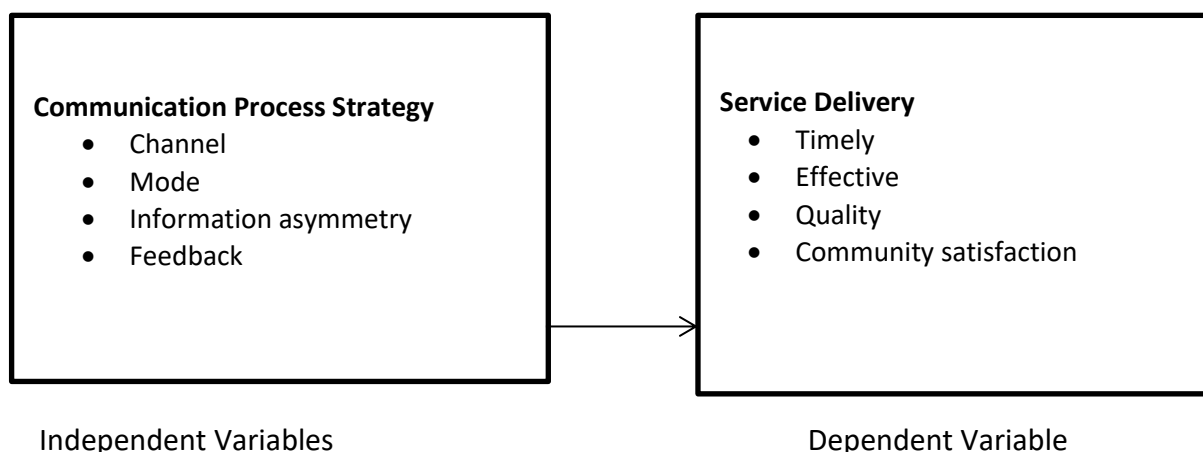 Communication Process Strategy
• Channel
• Mode
• Information asymmetry
• Feedback
Service Delivery
• Timely
• Effective
• Quality
• Community satisfaction
Independent Variables
Dependent Variable